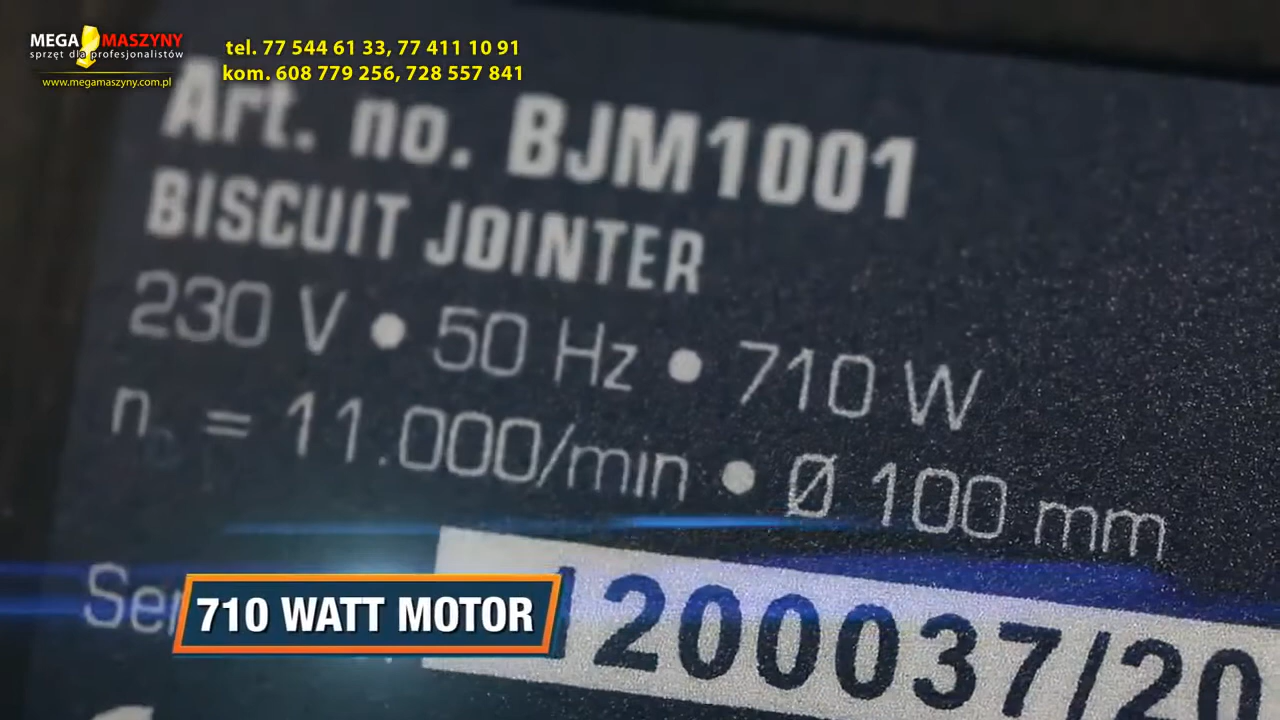 MEGA MASZYNY
sprzęt dla profesjonalistów
www.megamaszyny.com.pl
tel. 77 544 61 33, 77 411 10 91
kom. 608 779 256, 728 557 841
Art. no. BJM1001
BISCUIT JOINTER
230 V • 50 Hz • 710 W
n₀ = 11.000/min • Ø 100 mm
710 WATT MOTOR
200037/20